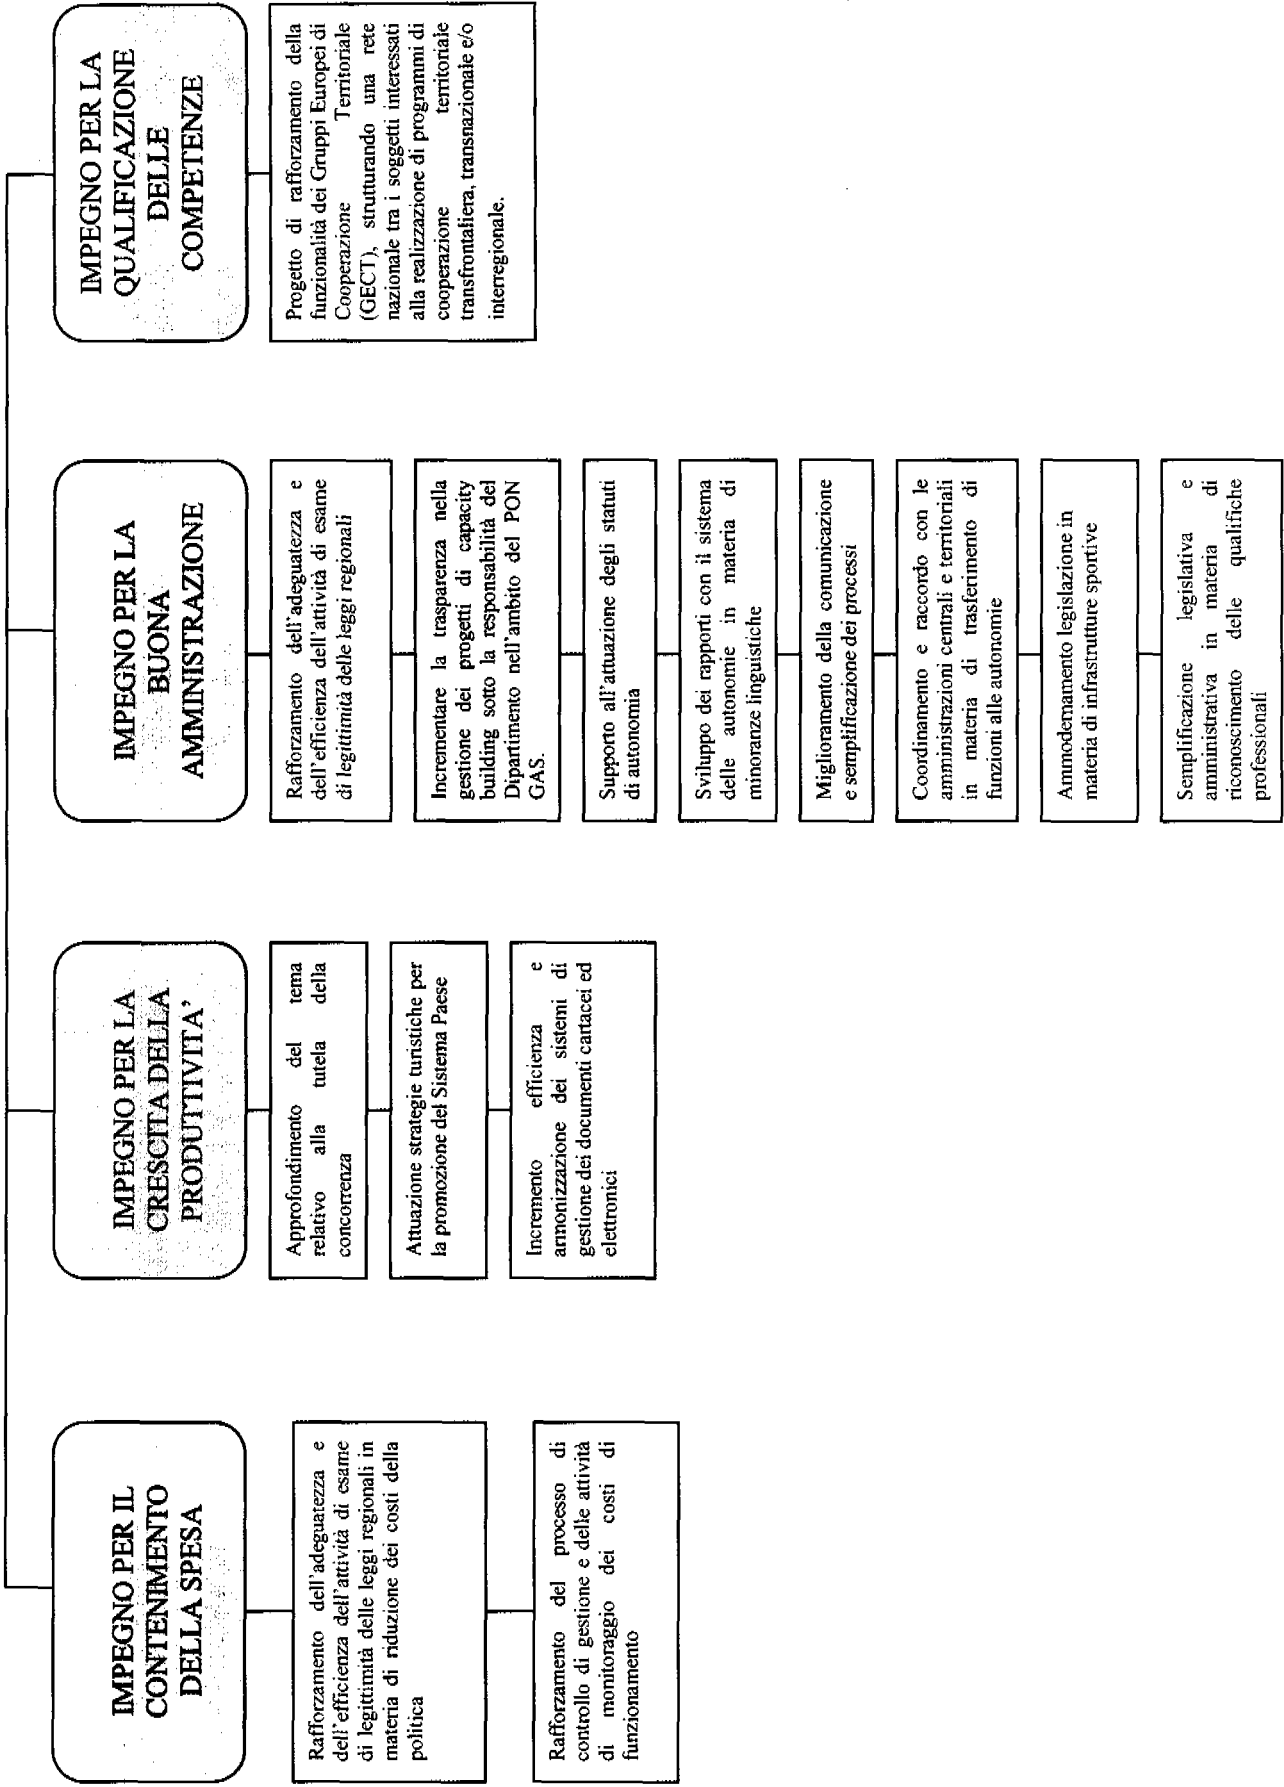 IMPEGNO PER IL
CONTENIMENTO
DELLA SPESA
Rafforzamento dell'adeguatezza e
dell'efficienza dell'attività di esame
di legittimità delle leggi regionali in
materia di riduzione dei costi della
politica
Rafforzamento del processo di
controllo di gestione e delle attività
di monitoraggio dei costi di
funzionamento
IMPEGNO PER LA
CRESCITA DELLA
PRODUTTIVITA'
Approfondimento del tema
relativo alla tutela della
concorrenza
Attuazione strategie turistiche per
la promozione del Sistema Paese
Incremento efficienza e
armonizzazione dei sistemi di
gestione dei documenti cartacei ed
elettronici
IMPEGNO PER LA
BUONA
AMMINISTRAZIONE
Rafforzamento dell'adeguatezza e
dell'efficienza dell'attività di esame
di legittimità delle leggi regionali
Incrementare la trasparenza nella
gestione dei progetti di capacity
building sotto la responsabilità del
Dipartimento nell'ambito del PON
GAS.
Supporto all'attuazione degli statuti
di autonomia
Sviluppo dei rapporti con il sistema
delle autonomie in materia di
minoranze linguistiche
Miglioramento della comunicazione
e semplificazione dei processi
Coordinamento e raccordo con le
amministrazioni centrali e territoriali
in materia di trasferimento di
funzioni alle autonomie
Ammodernamento legislazione in
materia di infrastrutture sportive
Semplificazione legislativa e
amministrativa in materia di
riconoscimento delle qualifiche
professionali
IMPEGNO PER LA
QUALIFICAZIONE
DELLE
COMPETENZE
Progetto di rafforzamento della
funzionalità dei Gruppi Europei di
Cooperazione Territoriale
(GECT), strutturando una rete
nazionale tra i soggetti interessati
alla realizzazione di programmi di
cooperazione territoriale
transfrontaliera, transnazionale e/o
interregionale.